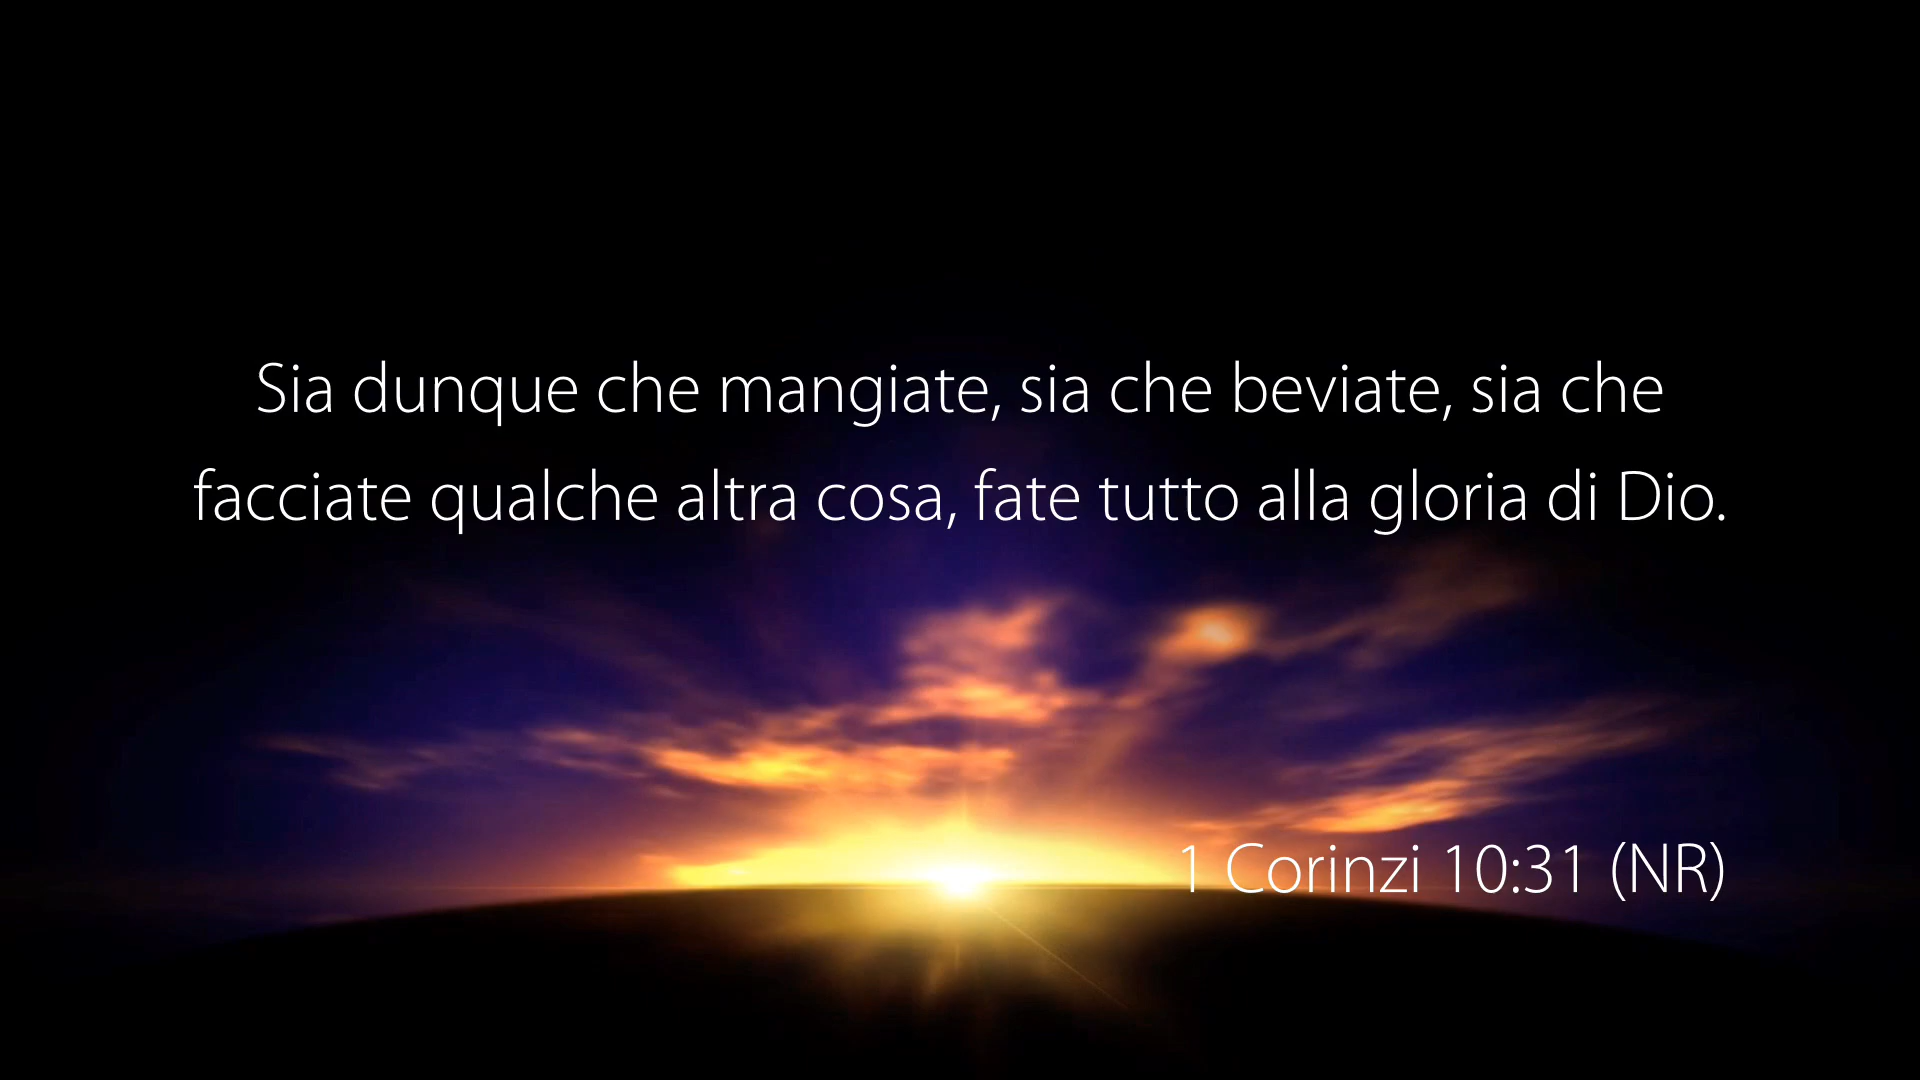 Sia dunque che mangiate, sia che beviate, sia che
facciate qualche altra cosa, fate tutto alla gloria di Dio.
1 Corinzi 10:31 (NR)